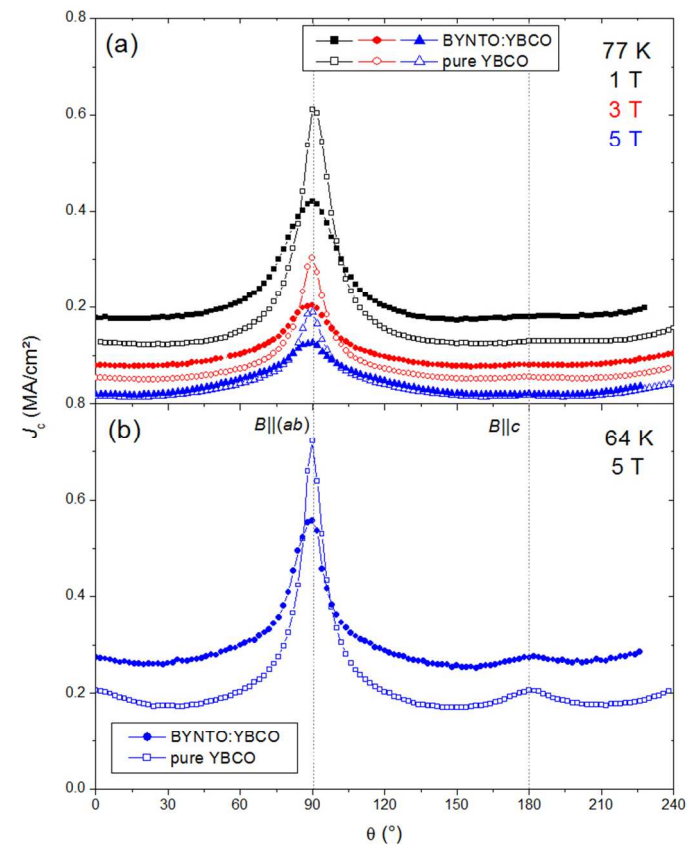 0.8
(a)
BYNTO:YBCO
pure YBCO
77 K
1 T
3 T
5 T
0.6
0.4
0.2
0.8
Jc (MA/cm²)
(b)
B||(ab)
B||c
64 K
5 T
0.6
0.4
0.2
BYNTO:YBCO
pure YBCO
0.0
0 30 60 90 120 150 180 210 240
θ (°)